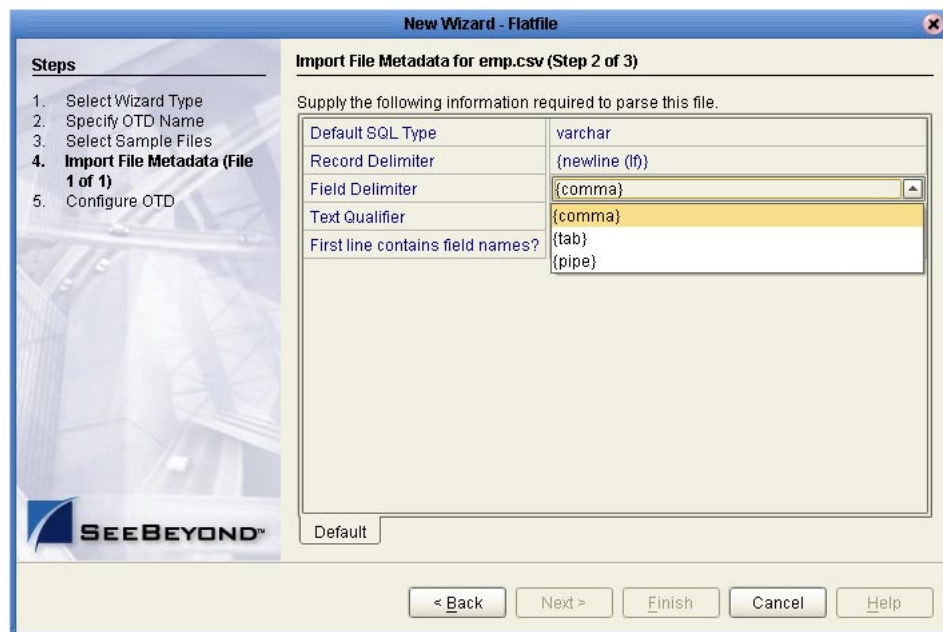 New Wizard - Flatfile
Steps
1. Select Wizard Type
2. Specify OTD Name
3. Select Sample Files
4. Import File Metadata (File
1 of 1)
5. Configure OTD
SEEBEYOND™
Import File Metadata for emp.csv (Step 2 of 3)
Supply the following information required to parse this file.
Default SQL Type varchar
Record Delimiter {newline (lf)}
Field Delimiter {comma}
Text Qualifier {comma}
{tab}
First line contains field names?
{pipe}
Default
< Back Next > Finish Cancel Help